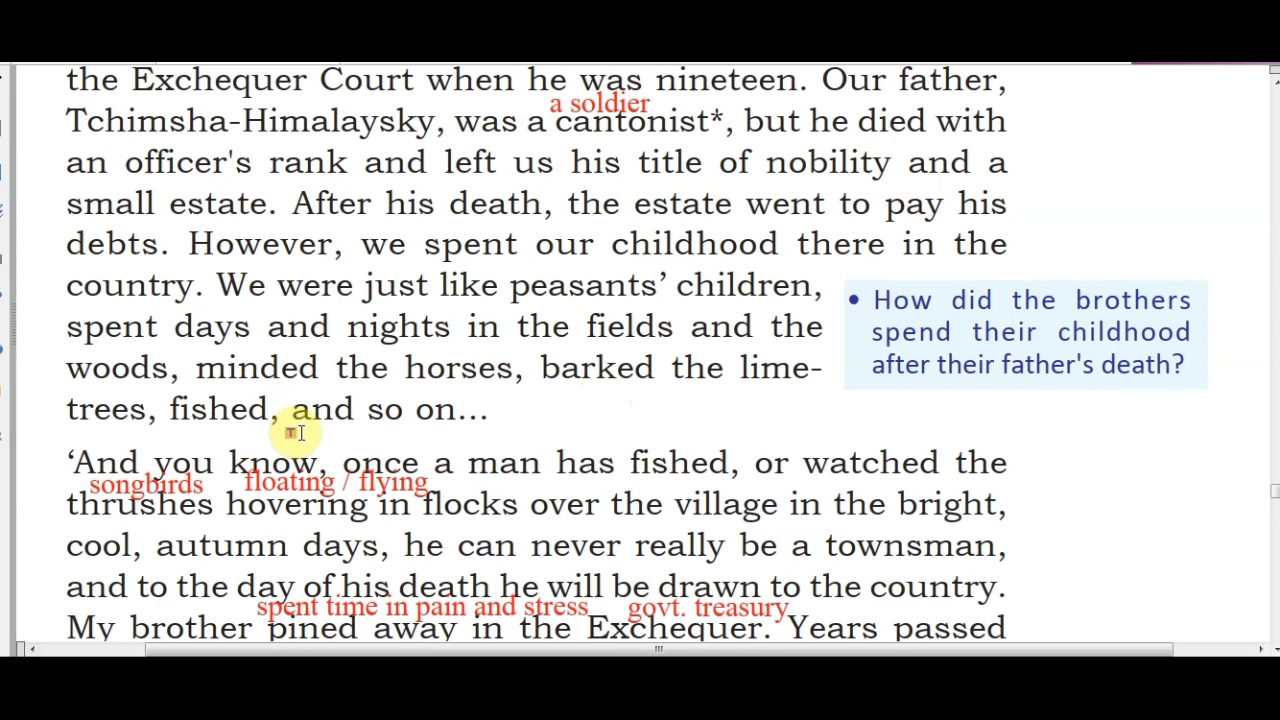 the Exchequer Court when he was nineteen. Our father,
a soldier
Tchimsha-Himalaysky, was a cantonist*, but he died with
an officer's rank and left us his title of nobility and a
small estate. After his death, the estate went to pay his
debts. However, we spent our childhood there in the
country. We were just like peasants’ children,
spent days and nights in the fields and the
woods, minded the horses, barked the lime-
trees, fished, and so on...
• How did the brothers
spend their childhood
after their father's death?
‘And you know, once a man has fished, or watched the
songbirds floating / flying
thrushes hovering in flocks over the village in the bright,
cool, autumn days, he can never really be a townsman,
and to the day of his death he will be drawn to the country.
spent time in pain and stress govt. treasury
My brother pined away in the Exchequer. Years passed